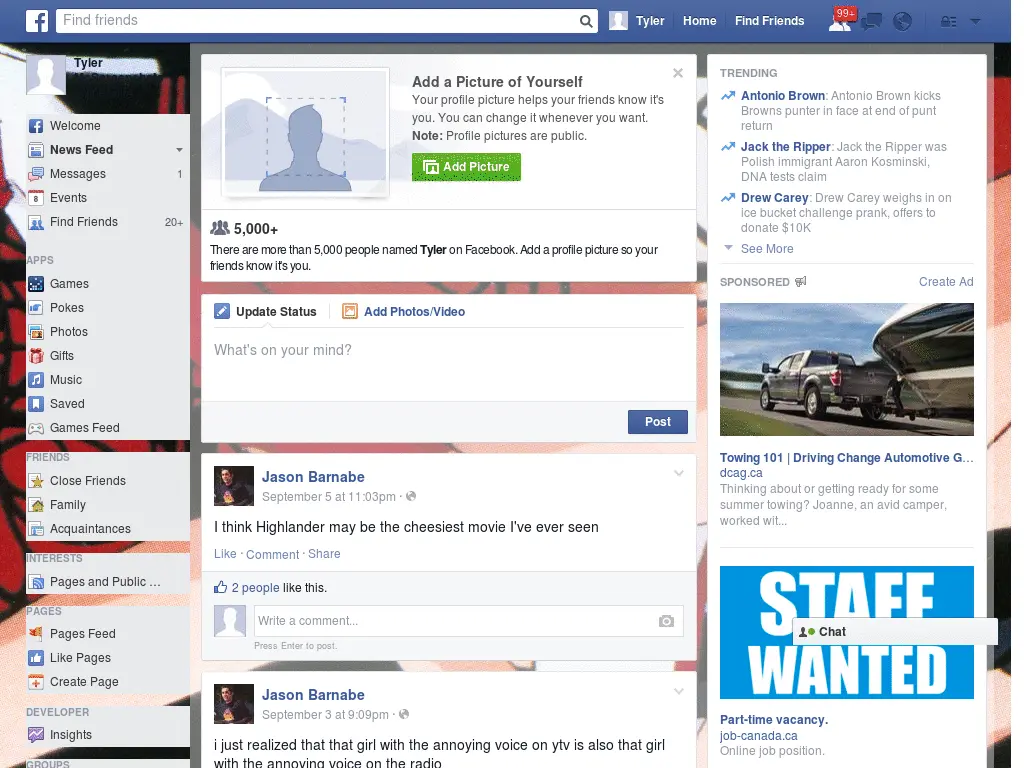 f
Find friends
Tyler Home Find Friends 99+
Tyler
Welcome
News Feed
Messages 1
Events
Find Friends 20+
APPS
Games
Pokes
Photos
Gifts
Music
Saved
Games Feed
FRIENDS
Close Friends
Family
Acquaintances
INTERESTS
Pages and Public ...
PAGES
Pages Feed
Like Pages
Create Page
DEVELOPER
Insights
GROUPS
Add a Picture of Yourself
Your profile picture helps your friends know it's
you. You can change it whenever you want.
Note: Profile pictures are public.
Add Picture
5,000+
There are more than 5,000 people named Tyler on Facebook. Add a profile picture so your
friends know it's you.
Update Status Add Photos/Video
What's on your mind?
Post
Jason Barnabe
September 5 at 11:03pm ·
I think Highlander may be the cheesiest movie I've ever seen
Like · Comment · Share
2 people like this.
Write a comment...
Press Enter to post.
Jason Barnabe
September 3 at 9:09pm ·
i just realized that that girl with the annoying voice on ytv is also that girl
with the annoying voice on the radio
TRENDING
Antonio Brown: Antonio Brown kicks
Browns punter in face at end of punt
return
Jack the Ripper: Jack the Ripper was
Polish immigrant Aaron Kosminski,
DNA tests claim
Drew Carey: Drew Carey weighs in on
ice bucket challenge prank, offers to
donate $10K
See More
SPONSORED Create Ad
Towing 101 | Driving Change Automotive G...
dcag.ca
Thinking about or getting ready for some
summer towing? Joanne, an avid camper,
worked wit...
STAFF
WANTED
Chat
Part-time vacancy.
job-canada.ca
Online job position.